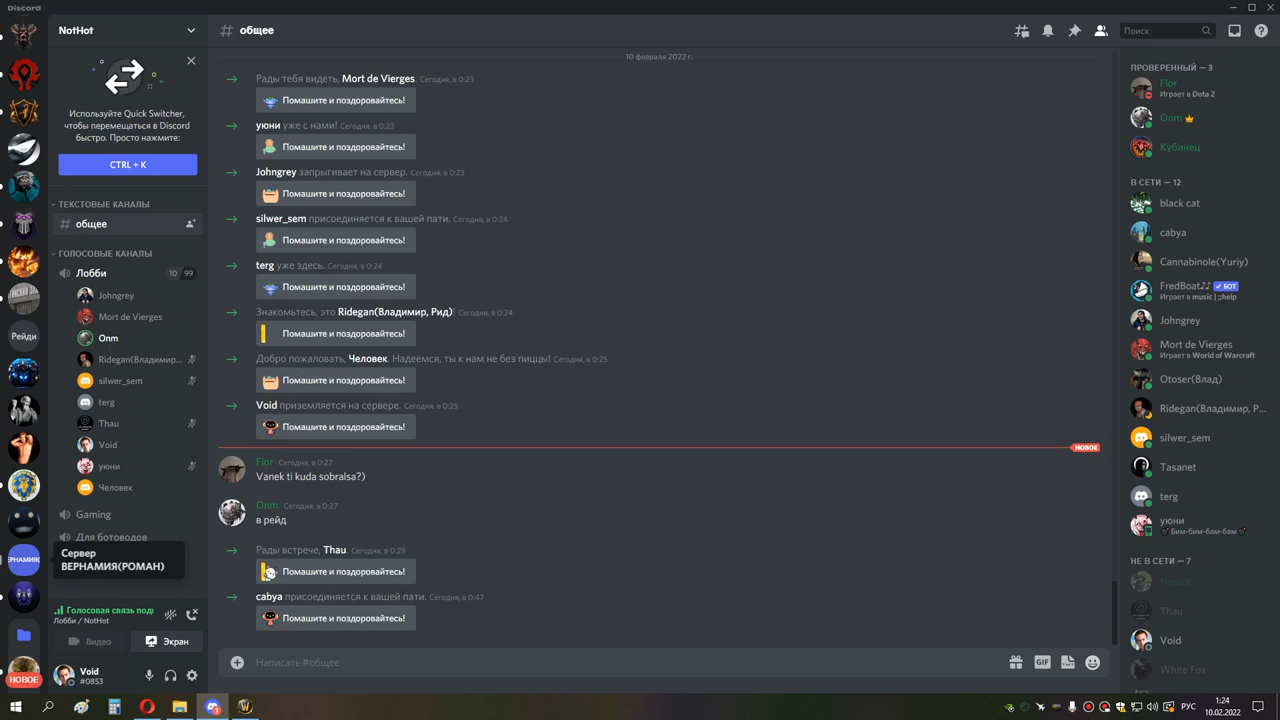 Discord
NotHot
Используйте Quick Switcher,
чтобы перемещаться в Discord
быстро. Просто нажмите:
CTRL + K
ТЕКСТОВЫЕ КАНАЛЫ
# общее
ГОЛОСОВЫЕ КАНАЛЫ
Лобби 10 99
Johngrey
Mort de Vierges
Onm
Ridegan(Владимир...
silwer_sem
terg
Thau
Void
уюни
Человек
Gaming
Для ботоводов
Сервер
ВЕРНАМИЯ(РОМАН)
Рейди
ЕРНАМИЯ(
НОВОЕ
Голосовая связь под
Лобби / NotHot
Видео
Экран
Void
#0853
# общее
Поиск
10 февраля 2022 г.
Рады тебя видеть, Mort de Vierges. Сегодня, в 0:23
Помашите и поздоровайтесь!
уюни уже с нами! Сегодня, в 0:23
Помашите и поздоровайтесь!
Johngrey запрыгивает на сервер. Сегодня, в 0:23
Помашите и поздоровайтесь!
silwer_sem присоединяется к вашей пати. Сегодня, в 0:24
Помашите и поздоровайтесь!
terg уже здесь. Сегодня, в 0:24
Помашите и поздоровайтесь!
Знакомьтесь, это Ridegan(Владимир, Рид)! Сегодня, в 0:24
Помашите и поздоровайтесь!
Добро пожаловать, Человек. Надеемся, ты к нам не без пиццы! Сегодня, в 0:25
Помашите и поздоровайтесь!
Void приземляется на сервере. Сегодня, в 0:25
Помашите и поздоровайтесь!
НОВОЕ
Flor Сегодня, в 0:27
Vanek ti kuda sobralsa?)
Onm Сегодня, в 0:27
в рейд
Рады встрече, Thau. Сегодня, в 0:29
Помашите и поздоровайтесь!
cabya присоединяется к вашей пати. Сегодня, в 0:47
Помашите и поздоровайтесь!
Написать #общее
GIF
ПРОВЕРЕННЫЙ — 3
Flor
Играет в Dota 2
Onm
Кубинец
В СЕТИ — 12
black cat
cabya
Cannabinole(Yuriy)
FredBoat♪♪ ✓ БОТ
Играет в music | ;;help
Johngrey
Mort de Vierges
Играет в World of Warcraft
Otoser(Влад)
Ridegan(Владимир, Р...
silwer_sem
Tasanet
terg
уюни
Бим-бим-бам-бам
НЕ В СЕТИ — 7
Thau
Void
White Fox
РУС
1:24
10.02.2022